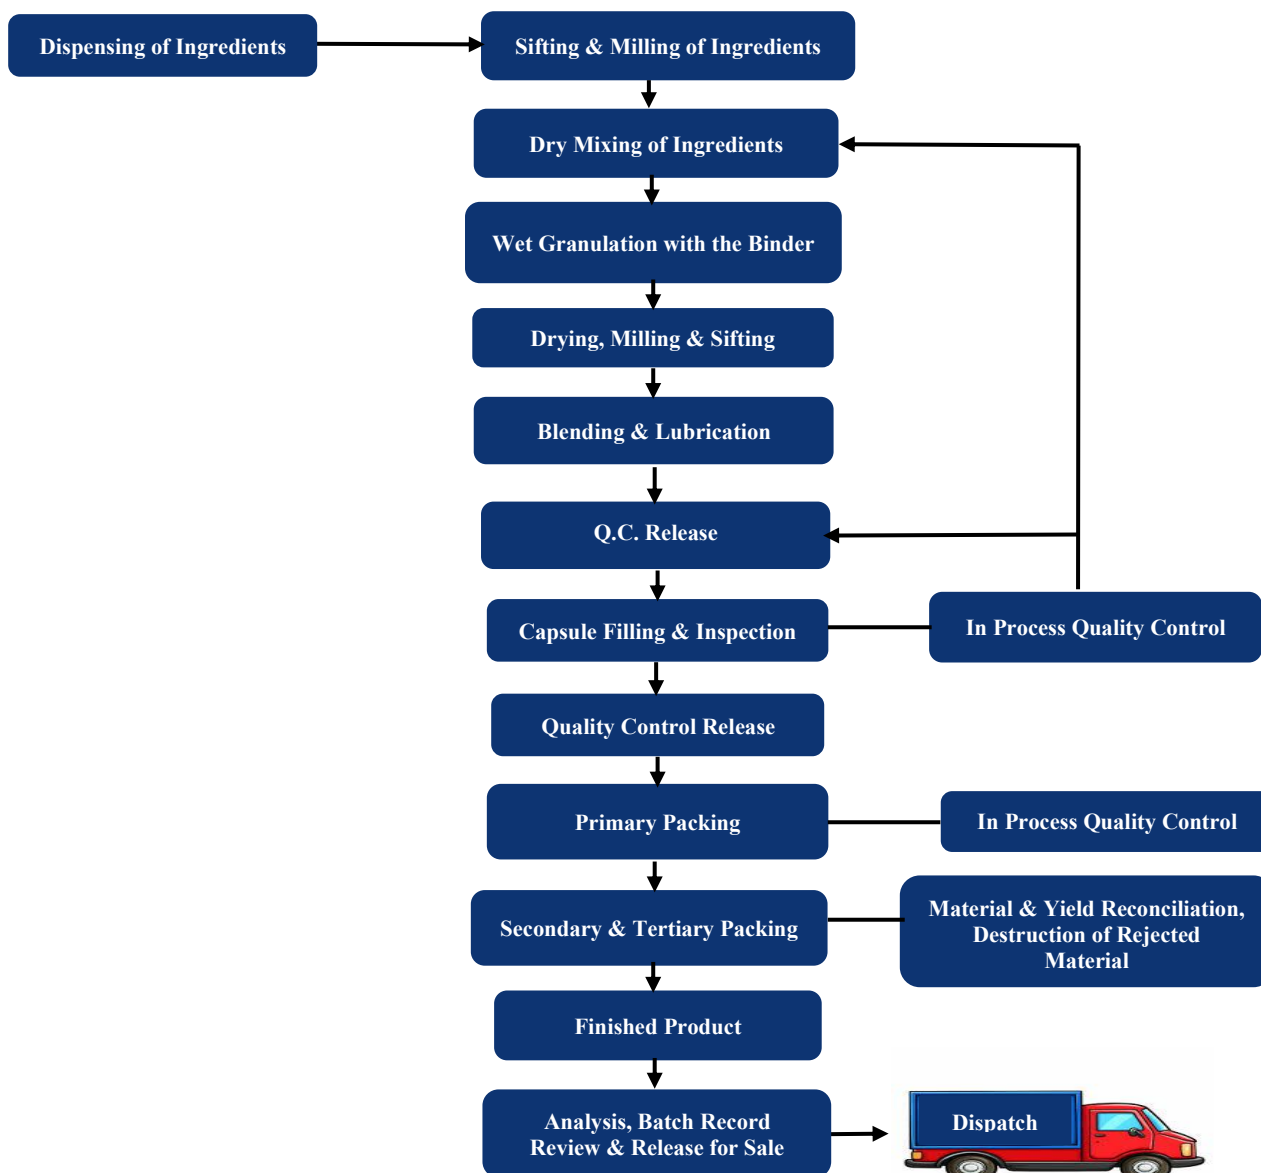 Dispensing of Ingredients
Sifting & Milling of Ingredients
Dry Mixing of Ingredients
Wet Granulation with the Binder
Drying, Milling & Sifting
Blending & Lubrication
Q.C. Release
Capsule Filling & Inspection
In Process Quality Control
Quality Control Release
Primary Packing
In Process Quality Control
Secondary & Tertiary Packing
Material & Yield Reconciliation,
Destruction of Rejected
Material
Finished Product
Analysis, Batch Record
Review & Release for Sale
Dispatch